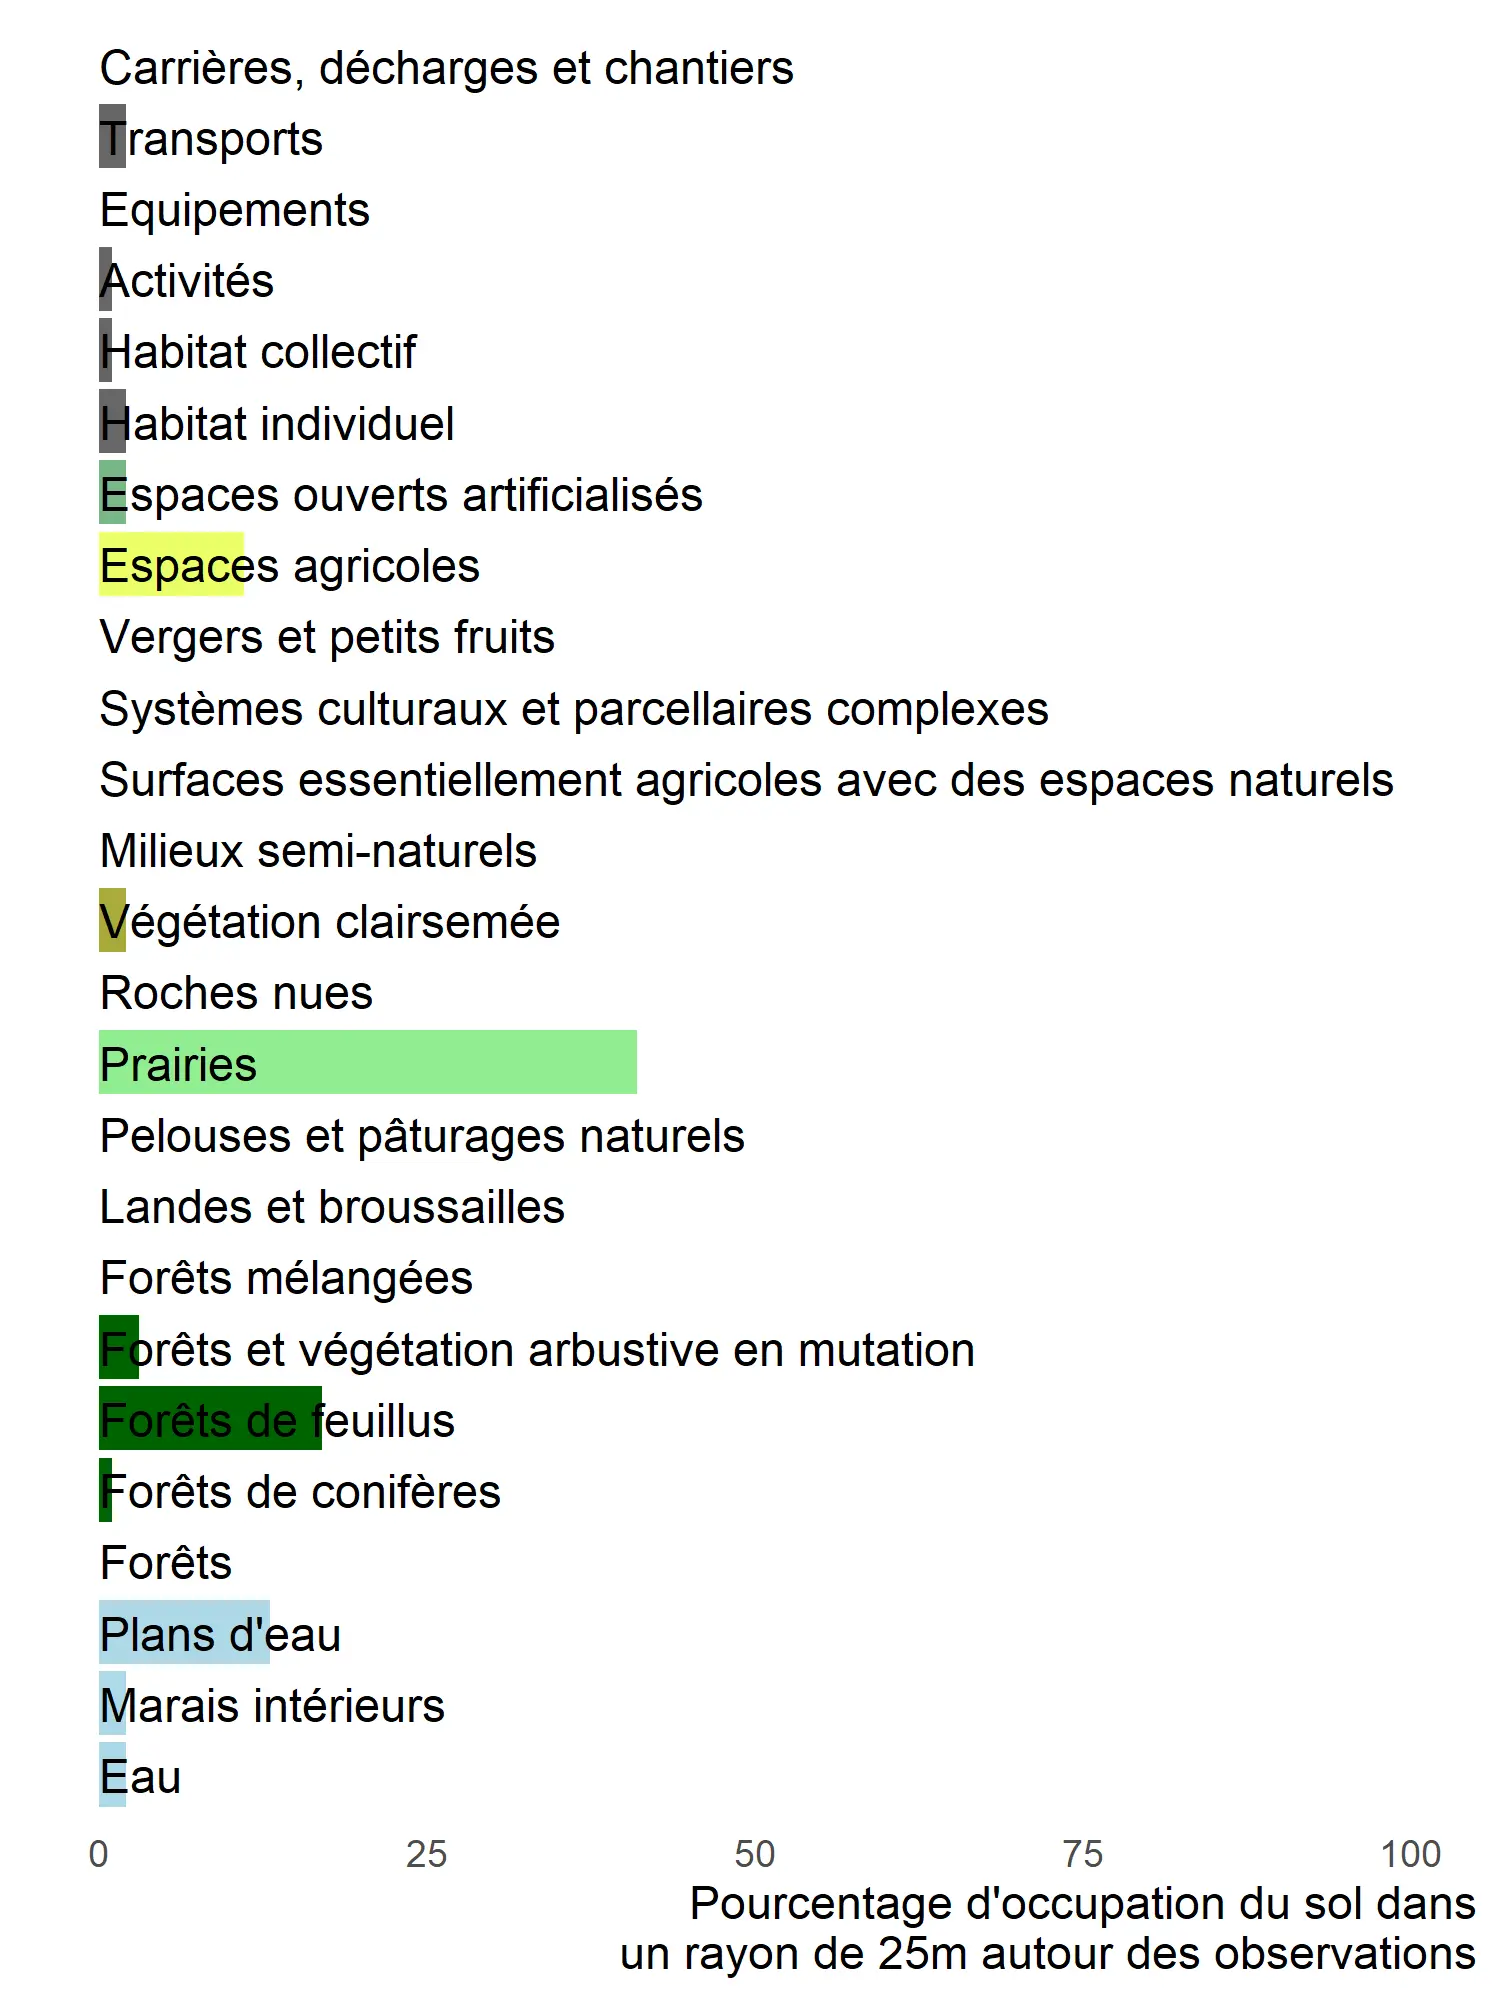 Carrières, décharges et chantiers
Transports
Equipements
Activités
Habitat collectif
Habitat individuel
Espaces ouverts artificialisés
Espaces agricoles
Vergers et petits fruits
Systèmes culturaux et parcellaires complexes
Surfaces essentiellement agricoles avec des espaces naturels
Milieux semi-naturels
Végétation clairsemée
Roches nues
Prairies
Pelouses et pâturages naturels
Landes et broussailles
Forêts mélangées
Forêts et végétation arbustive en mutation
Forêts de feuillus
Forêts de conifères
Forêts
Plans d'eau
Marais intérieurs
Eau
0 25 50 75 100
Pourcentage d'occupation du sol dans
un rayon de 25m autour des observations